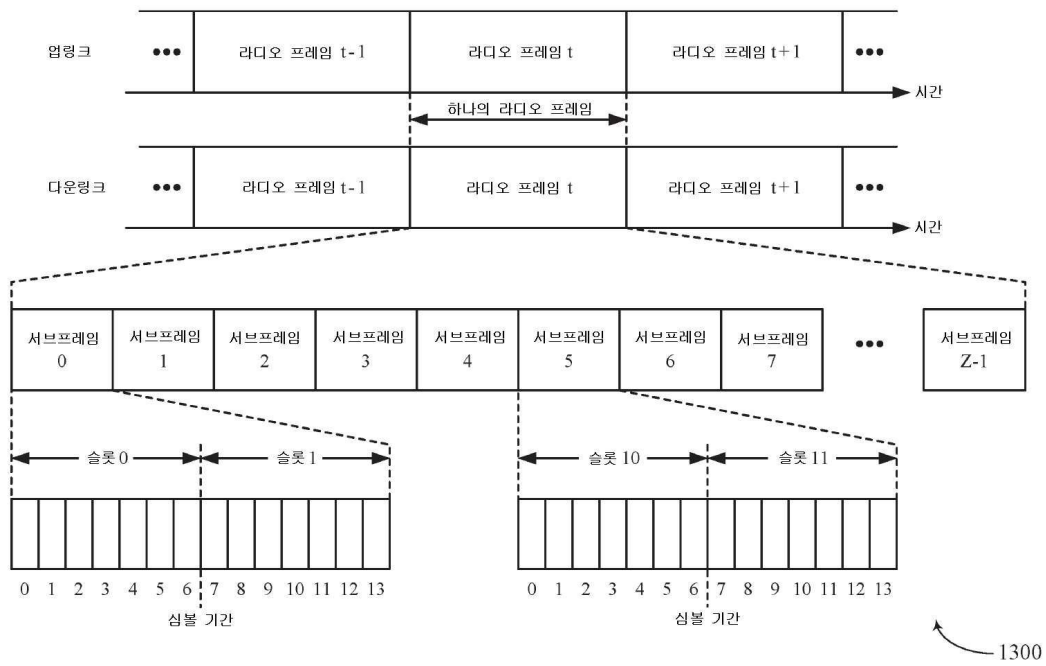 업링크
••• 라디오 프레임 t-1 라디오 프레임 t 라디오 프레임 t+1 •••
시간
하나의 라디오 프레임
다운링크
••• 라디오 프레임 t-1 라디오 프레임 t 라디오 프레임 t+1 •••
시간
서브프레임 서브프레임 서브프레임 서브프레임 서브프레임 서브프레임 서브프레임 서브프레임 ••• 서브프레임
0 1 2 3 4 5 6 7 Z-1
슬롯 0 슬롯 1 슬롯 10 슬롯 11
0 1 2 3 4 5 6 7 8 9 10 11 12 13 0 1 2 3 4 5 6 7 8 9 10 11 12 13
심볼 기간 심볼 기간
1300